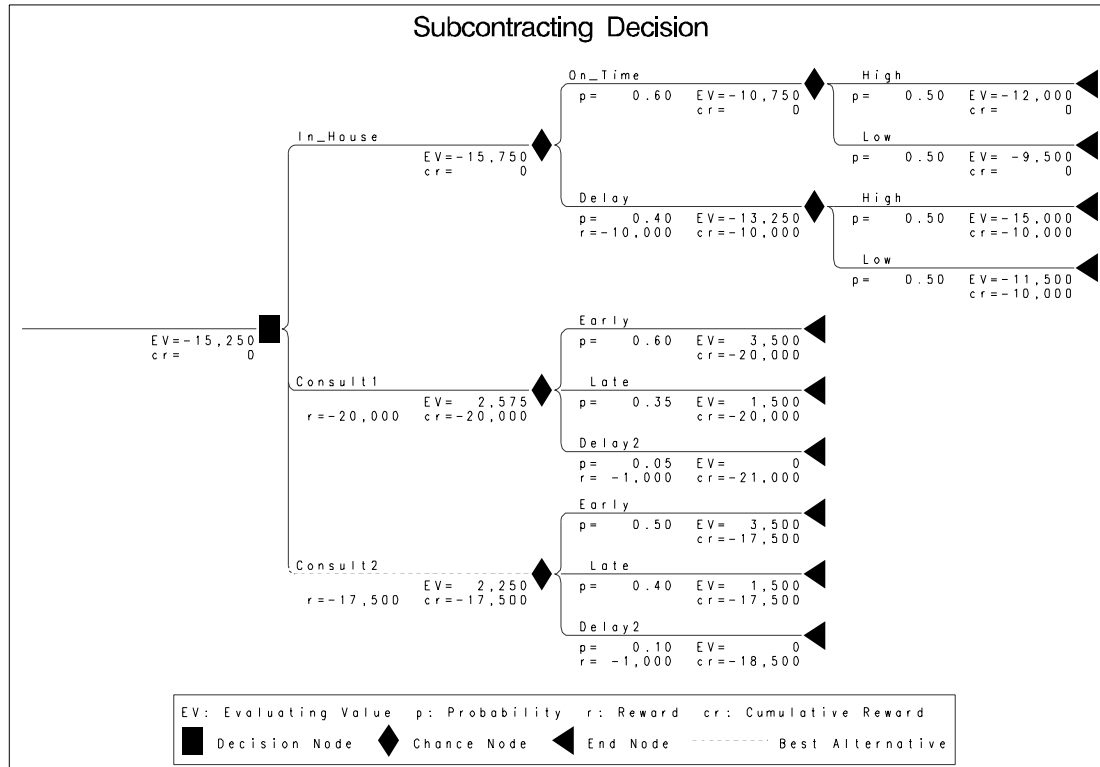 Subcontracting Decision
On_Time
p= 0.60 EV=-10,750
cr= 0
High
p= 0.50 EV=-12,000
cr= 0
Low
p= 0.50 EV= -9,500
cr= 0
In_House
EV=-15,750
cr= 0
Delay
p= 0.40 EV=-13,250
r=-10,000 cr=-10,000
High
p= 0.50 EV=-15,000
cr=-10,000
Low
p= 0.50 EV=-11,500
cr=-10,000
EV=-15,250
cr= 0
Consult1
EV= 2,575
r=-20,000 cr=-20,000
Early
p= 0.60 EV= 3,500
cr=-20,000
Late
p= 0.35 EV= 1,500
cr=-20,000
Delay2
p= 0.05 EV= 0
r= -1,000 cr=-21,000
Consult2
EV= 2,250
r=-17,500 cr=-17,500
Early
p= 0.50 EV= 3,500
cr=-17,500
Late
p= 0.40 EV= 1,500
cr=-17,500
Delay2
p= 0.10 EV= 0
r= -1,000 cr=-18,500
EV: Evaluating Value p: Probability r: Reward cr: Cumulative Reward
Decision Node Chance Node End Node Best Alternative